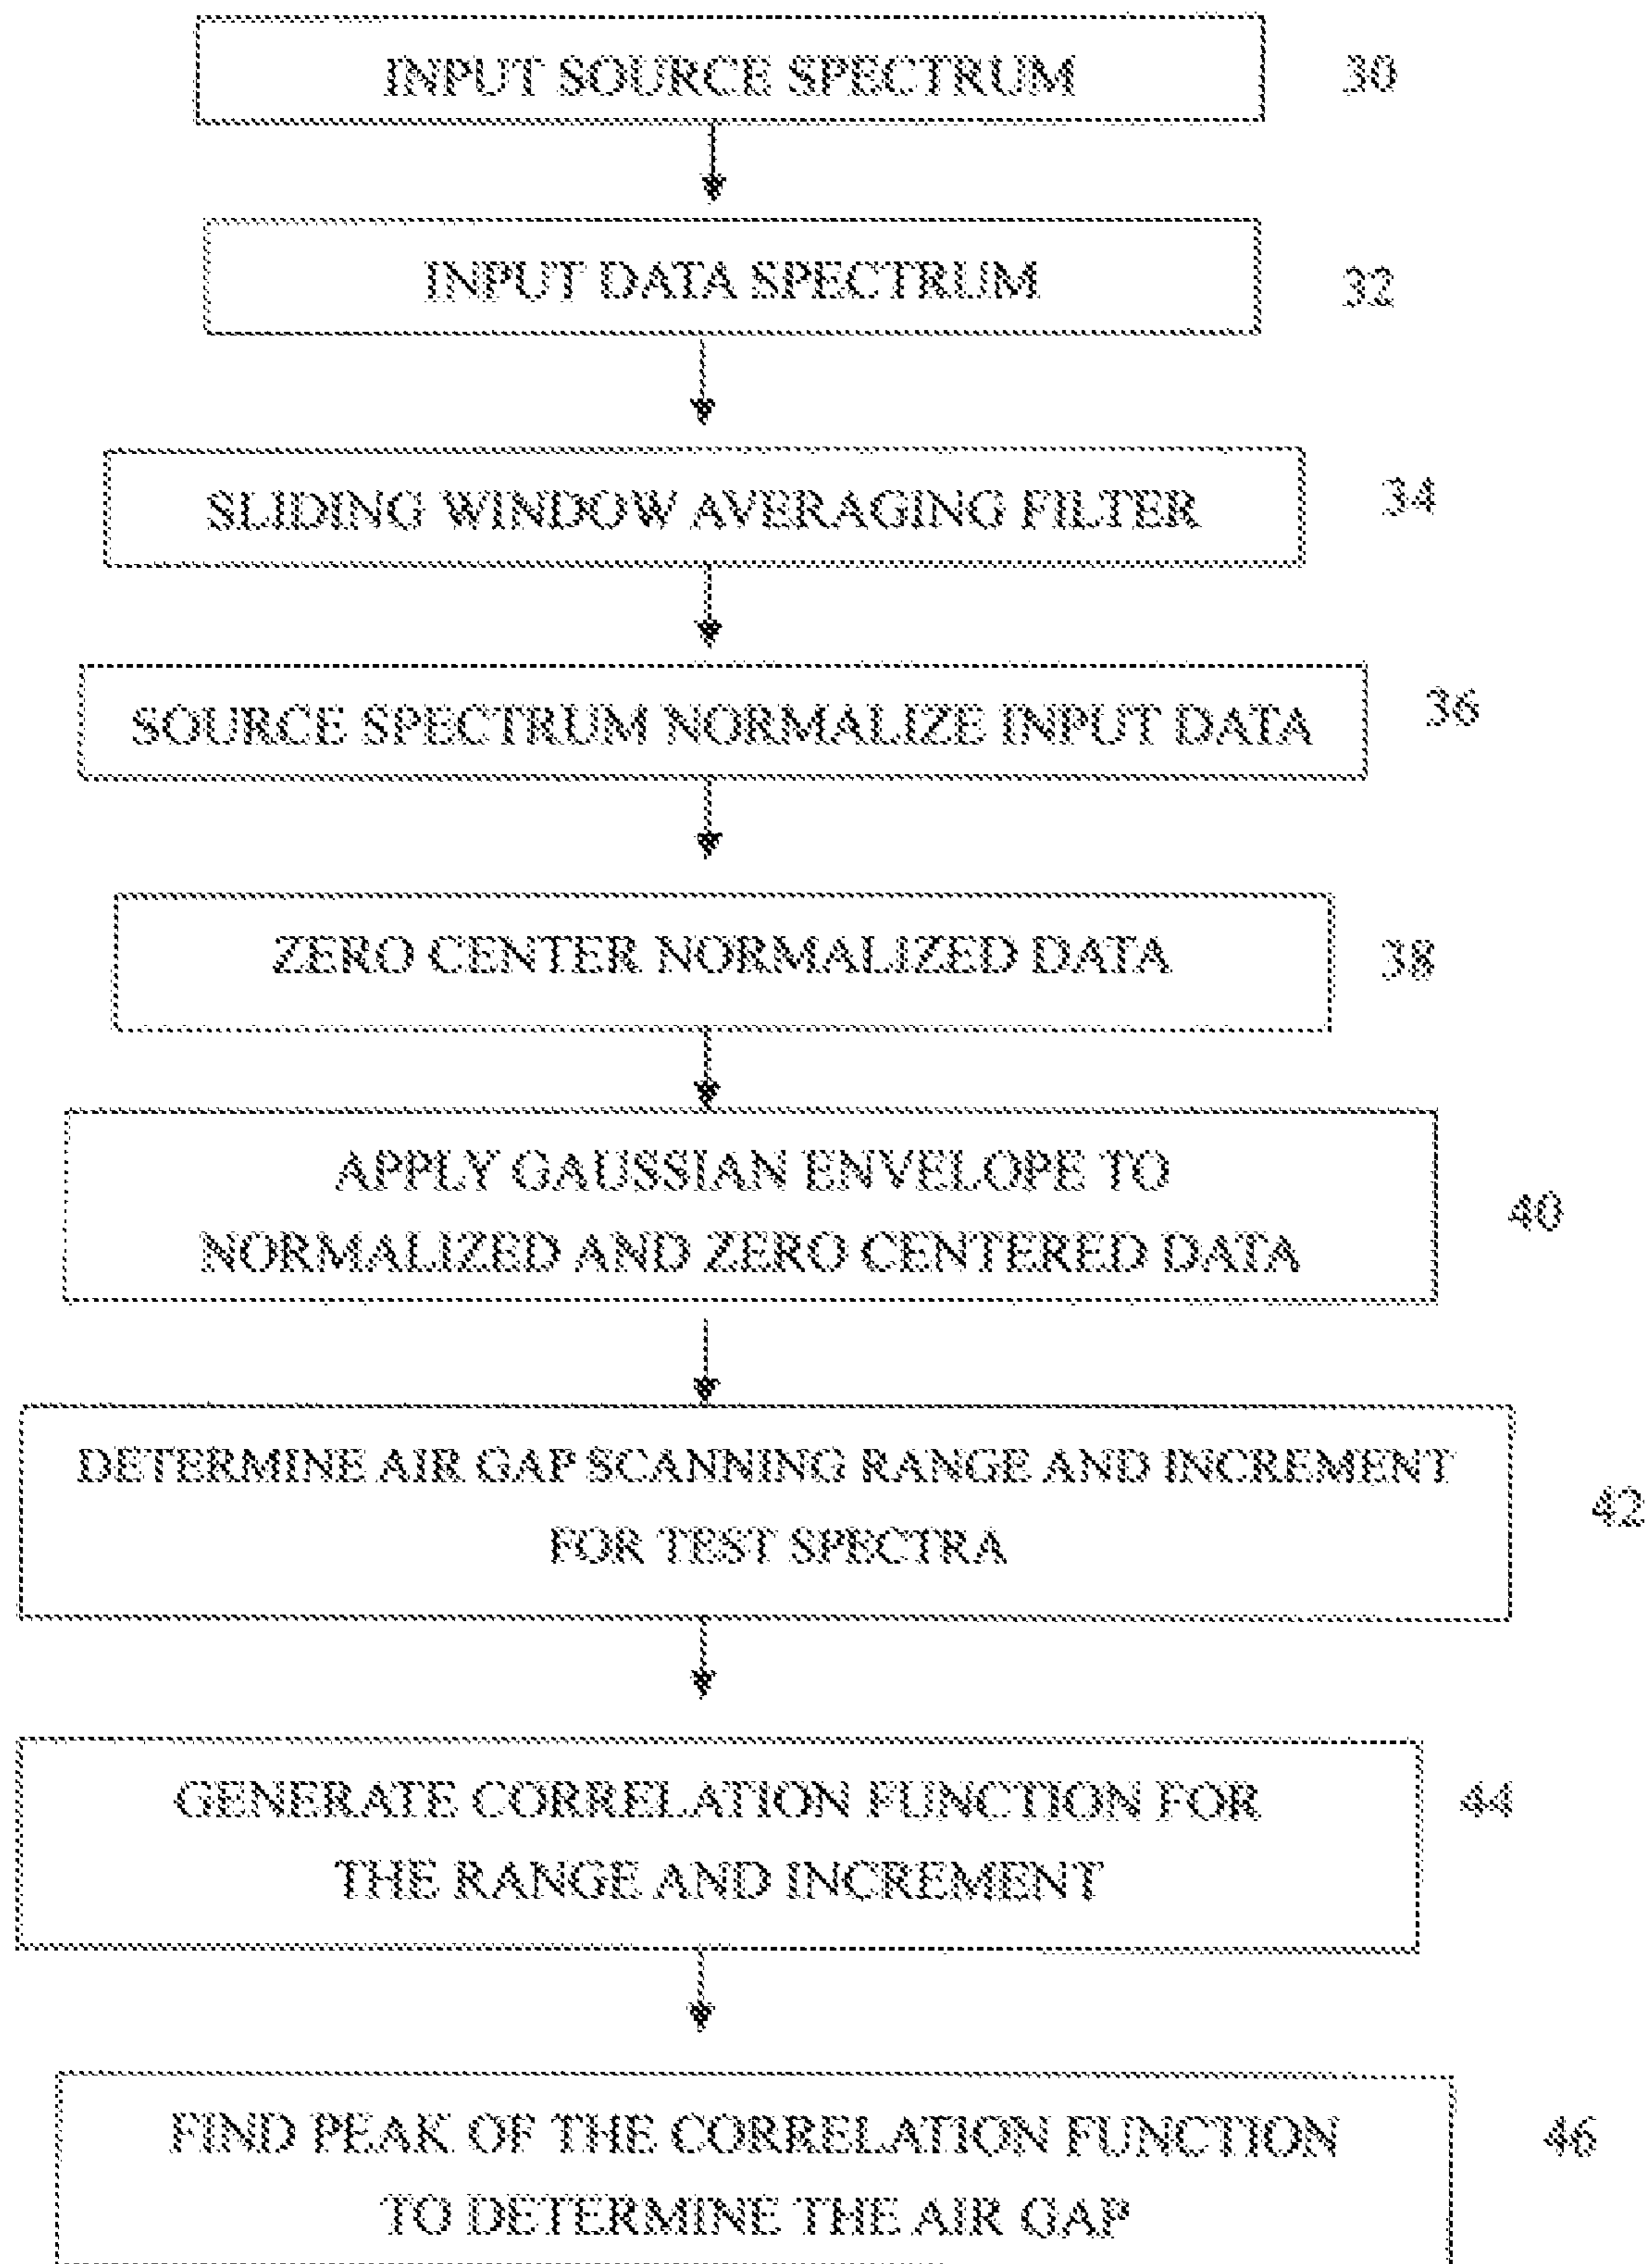 INPUT SOURCE SPECTRUM 30
INPUT DATA SPECTRUM 32
SLIDING WINDOW AVERAGING FILTER 34
SOURCE SPECTRUM NORMALIZE INPUT DATA 36
ZERO CENTER NORMALIZED DATA 38
APPLY GAUSSIAN ENVELOPE TO
NORMALIZED AND ZERO CENTERED DATA
40
DETERMINE AIR GAP SCANNING RANGE AND INCREMENT
FOR TEST SPECTRA
42
GENERATE CORRELATION FUNCTION FOR
THE RANGE AND INCREMENT
44
FIND PEAK OF THE CORRELATION FUNCTION
TO DETERMINE THE AIR GAP
46